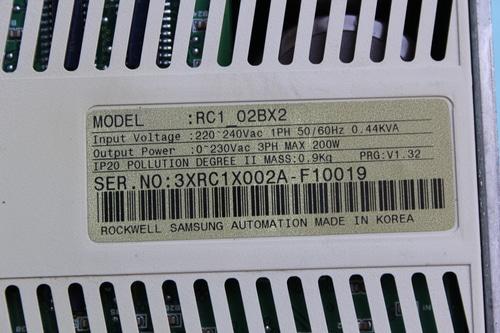 MODEL :RC1_02BX2
Input Voltage :220~240Vac 1PH 50/60Hz 0.44KVA
Output Power :0~230Vac 3PH MAX 200W
IP20 POLLUTION DEGREE II MASS:0.9Kg PRG:V1.32
SER.NO:3XRC1X002A-F10019
ROCKWELL SAMSUNG AUTOMATION MADE IN KOREA